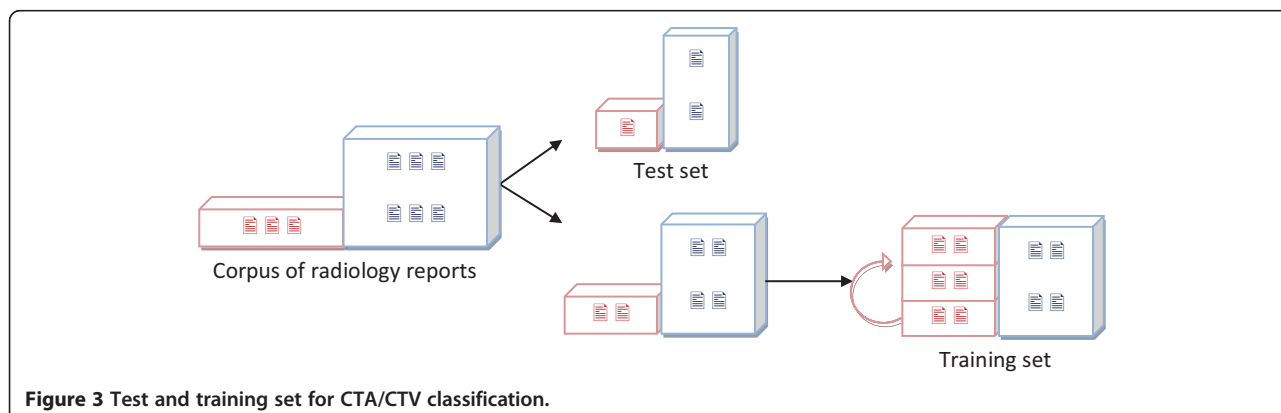 Test set
Corpus of radiology reports
Training set
Figure 3 Test and training set for CTA/CTV classification.